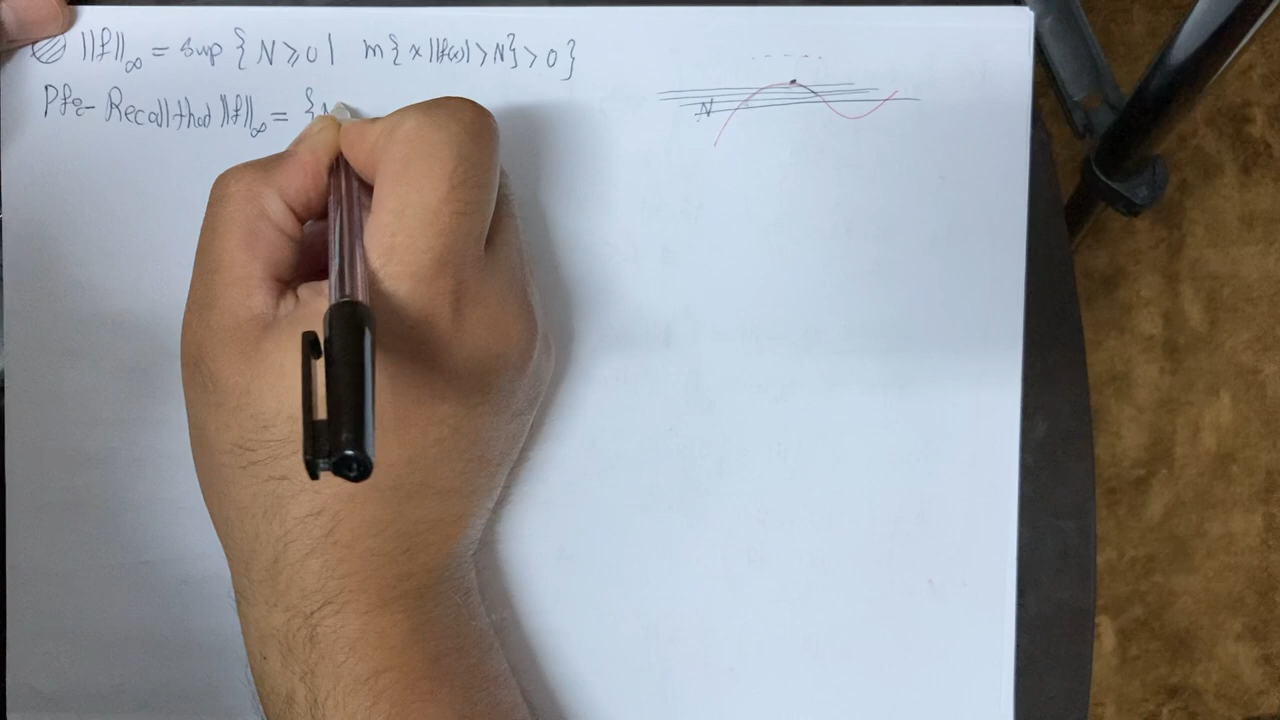 ||f||∞ = sup { N ≥ 0 | m{ x ||f(x)| > N} > 0 }
Pf:- Recall that ||f||∞ = {
N